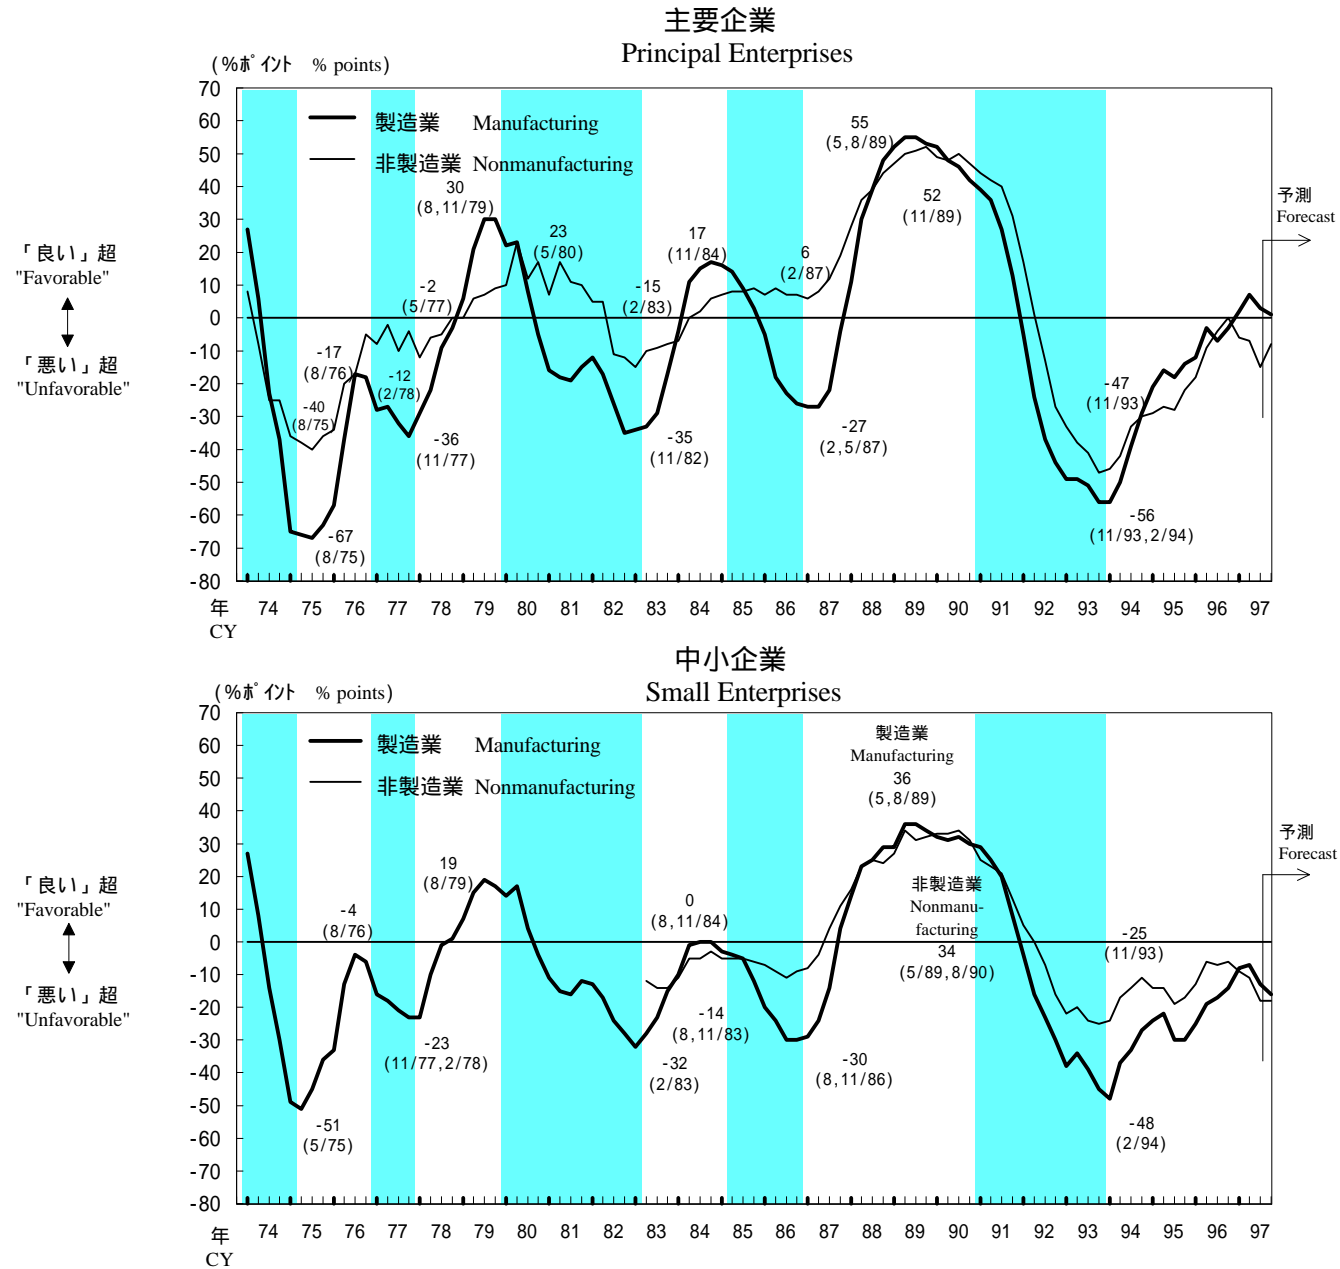 主要企業
Principal Enterprises
(%ﾎﾟｲﾝﾄ % points)
70
60
50
40
30
20
10
0
-10
-20
-30
-40
-50
-60
-70
-80
製造業 Manufacturing
非製造業 Nonmanufacturing
「良い」超
"Favorable"
「悪い」超
"Unfavorable"
予測
Forecast
-40
(8/75)
-67
(8/75)
-17
(8/76)
-12
(2/78)
-2
(5/77)
-36
(11/77)
30
(8,11/79)
23
(5/80)
-15
(2/83)
-35
(11/82)
17
(11/84)
6
(2/87)
-27
(2,5/87)
55
(5,8/89)
52
(11/89)
-47
(11/93)
-56
(11/93,2/94)
年
CY
74 75 76 77 78 79 80 81 82 83 84 85 86 87 88 89 90 91 92 93 94 95 96 97
中小企業
Small Enterprises
(%ﾎﾟｲﾝﾄ % points)
70
60
50
40
30
20
10
0
-10
-20
-30
-40
-50
-60
-70
-80
製造業 Manufacturing
非製造業 Nonmanufacturing
「良い」超
"Favorable"
「悪い」超
"Unfavorable"
予測
Forecast
-51
(5/75)
-4
(8/76)
-23
(11/77,2/78)
19
(8/79)
-32
(2/83)
-14
(8,11/83)
0
(8,11/84)
-30
(8,11/86)
製造業
Manufacturing
36
(5,8/89)
非製造業
Nonmanu-
facturing
34
(5/89,8/90)
-25
(11/93)
-48
(2/94)
年
CY
74 75 76 77 78 79 80 81 82 83 84 85 86 87 88 89 90 91 92 93 94 95 96 97